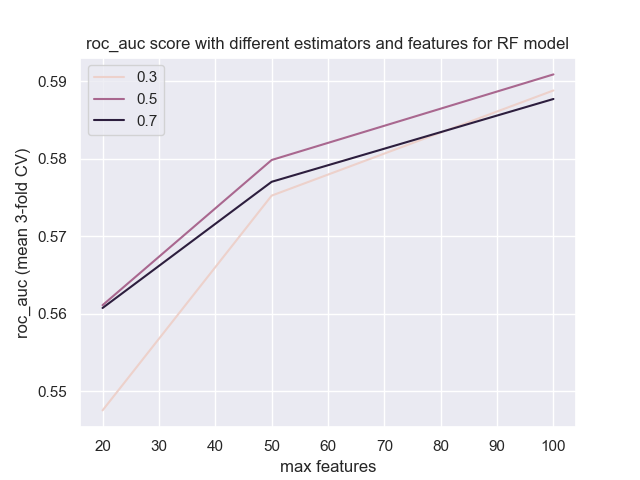 roc_auc score with different estimators and features for RF model
0.3
0.5
0.7
roc_auc (mean 3-fold CV)
0.59
0.58
0.57
0.56
0.55
20 30 40 50 60 70 80 90 100
max features